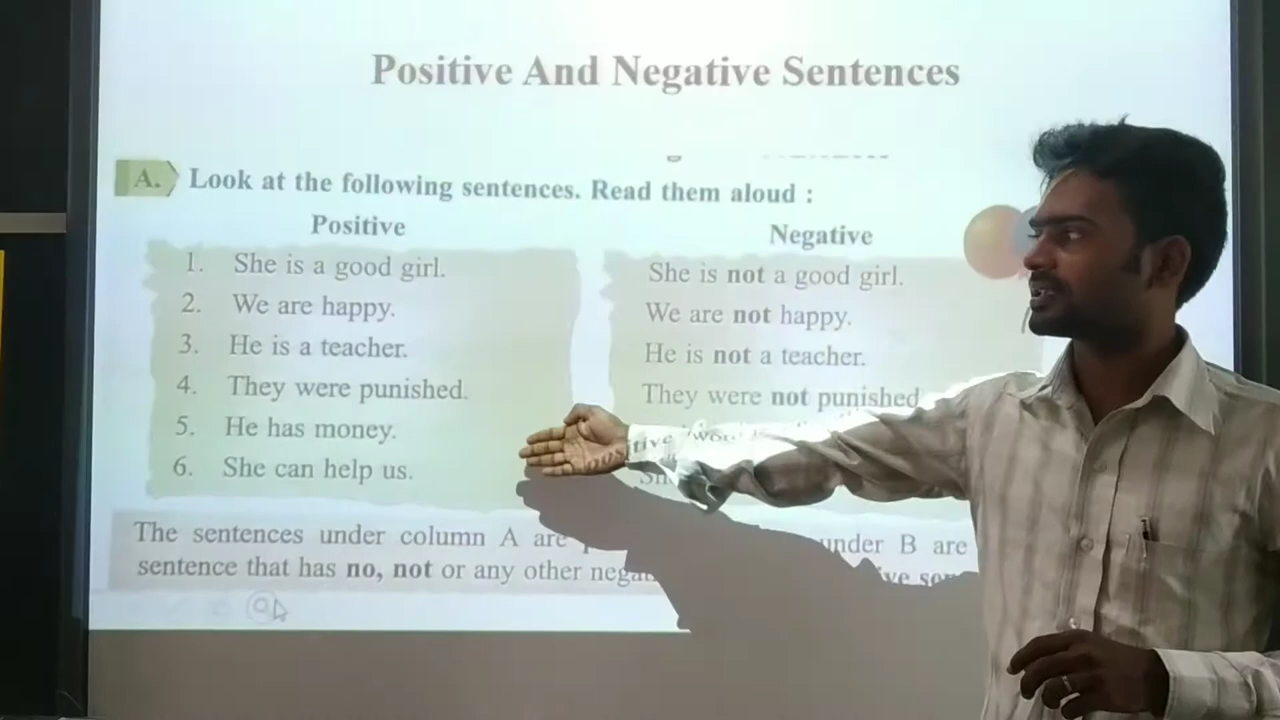 Positive And Negative Sentences
A. Look at the following sentences. Read them aloud :
Positive
Negative
1. She is a good girl.
She is not a good girl.
2. We are happy.
We are not happy.
3. He is a teacher.
He is not a teacher.
4. They were punished.
They were not punished
5. He has money.
6. She can help us.
The sentences under column A are
under B are
sentence that has no, not or any other